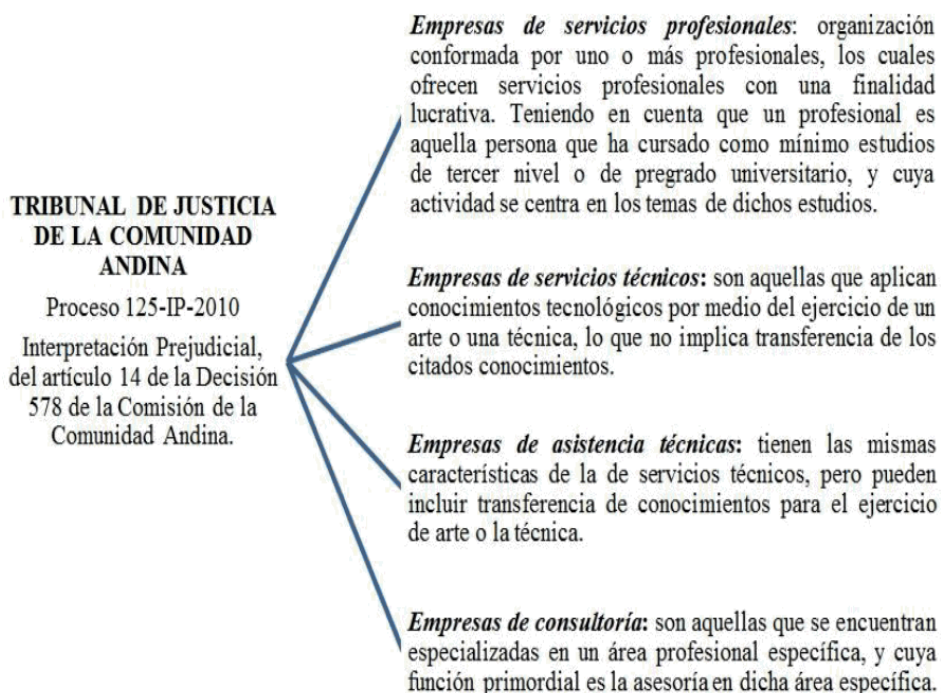 TRIBUNAL DE JUSTICIA
DE LA COMUNIDAD
ANDINA
Proceso 125-IP-2010
Interpretación Prejudicial,
del artículo 14 de la Decisión
578 de la Comisión de la
Comunidad Andina.
Empresas de servicios profesionales: organización
conformada por uno o más profesionales, los cuales
ofrecen servicios profesionales con una finalidad
lucrativa. Teniendo en cuenta que un profesional es
aquella persona que ha cursado como mínimo estudios
de tercer nivel o de pregrado universitario, y cuya
actividad se centra en los temas de dichos estudios.
Empresas de servicios técnicos: son aquellas que aplican
conocimientos tecnológicos por medio del ejercicio de un
arte o una técnica, lo que no implica transferencia de los
citados conocimientos.
Empresas de asistencia técnicas: tienen las mismas
características de la de servicios técnicos, pero pueden
incluir transferencia de conocimientos para el ejercicio
de arte o la técnica.
Empresas de consultoría: son aquellas que se encuentran
especializadas en un área profesional específica, y cuya
función primordial es la asesoría en dicha área específica.